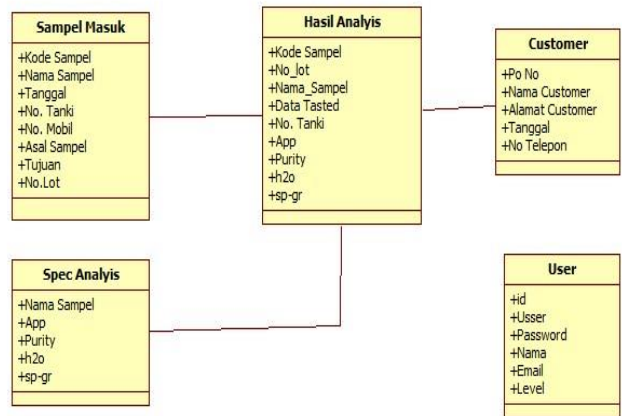 Sampel Masuk
+Kode Sampel
+Nama Sampel
+Tanggal
+No. Tanki
+No. Mobil
+Asal Sampel
+Tujuan
+No.Lot
Hasil Analyis
+Kode Sampel
+No_lot
+Nama_Sampel
+Data Tasted
+No. Tanki
+App
+Purity
+h2o
+sp-gr
Customer
+Po No
+Nama Customer
+Alamat Customer
+Tanggal
+No Telepon
Spec Analyis
+Nama Sampel
+App
+Purity
+h2o
+sp-gr
User
+id
+Usser
+Password
+Nama
+Email
+Level